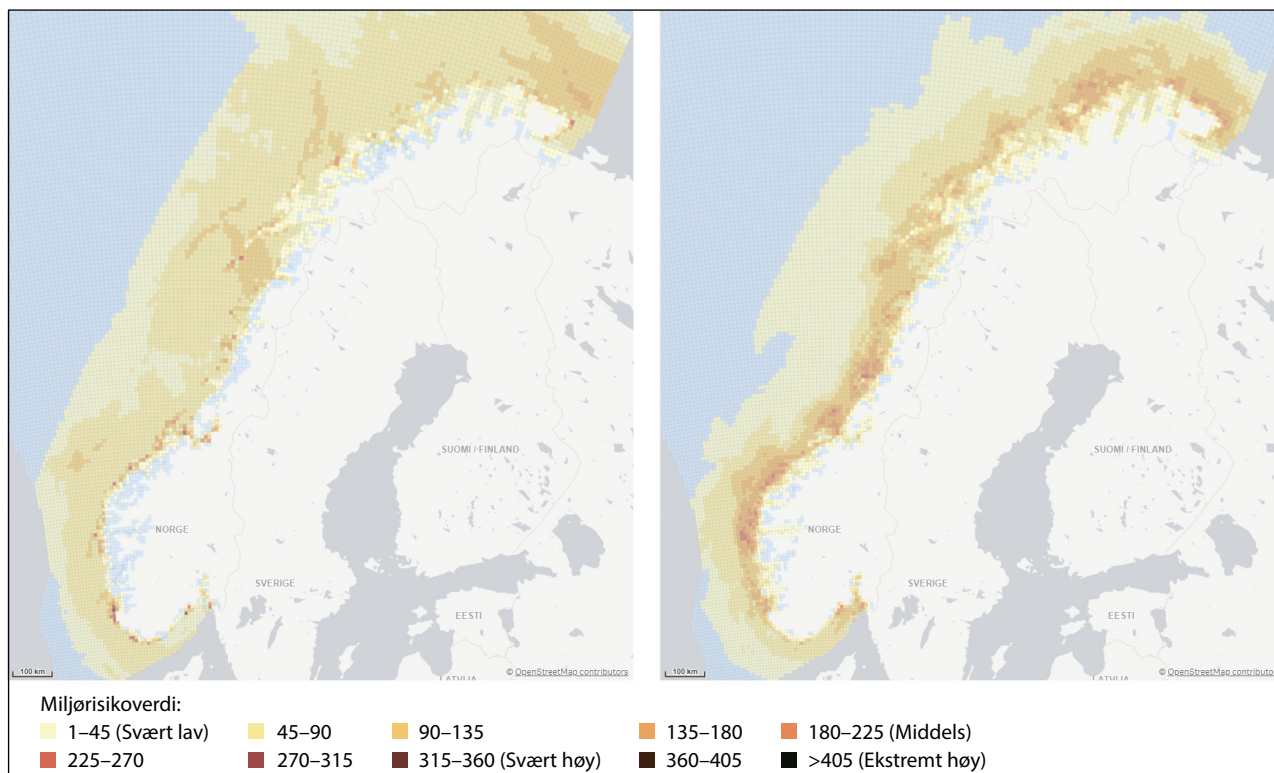 SUOMI / FINLAND
NORGE
SVERIGE
EESTI
LATVIJA
100 km
© OpenStreetMap contributors
SUOMI / FINLAND
NORGE
SVERIGE
EESTI
LATVIJA
100 km
© OpenStreetMap contributors
Miljørisikoverdi:
1–45 (Svært lav) 45–90 90–135 135–180 180–225 (Middels)
225–270 270–315 315–360 (Svært høy) 360–405 >405 (Ekstremt høy)